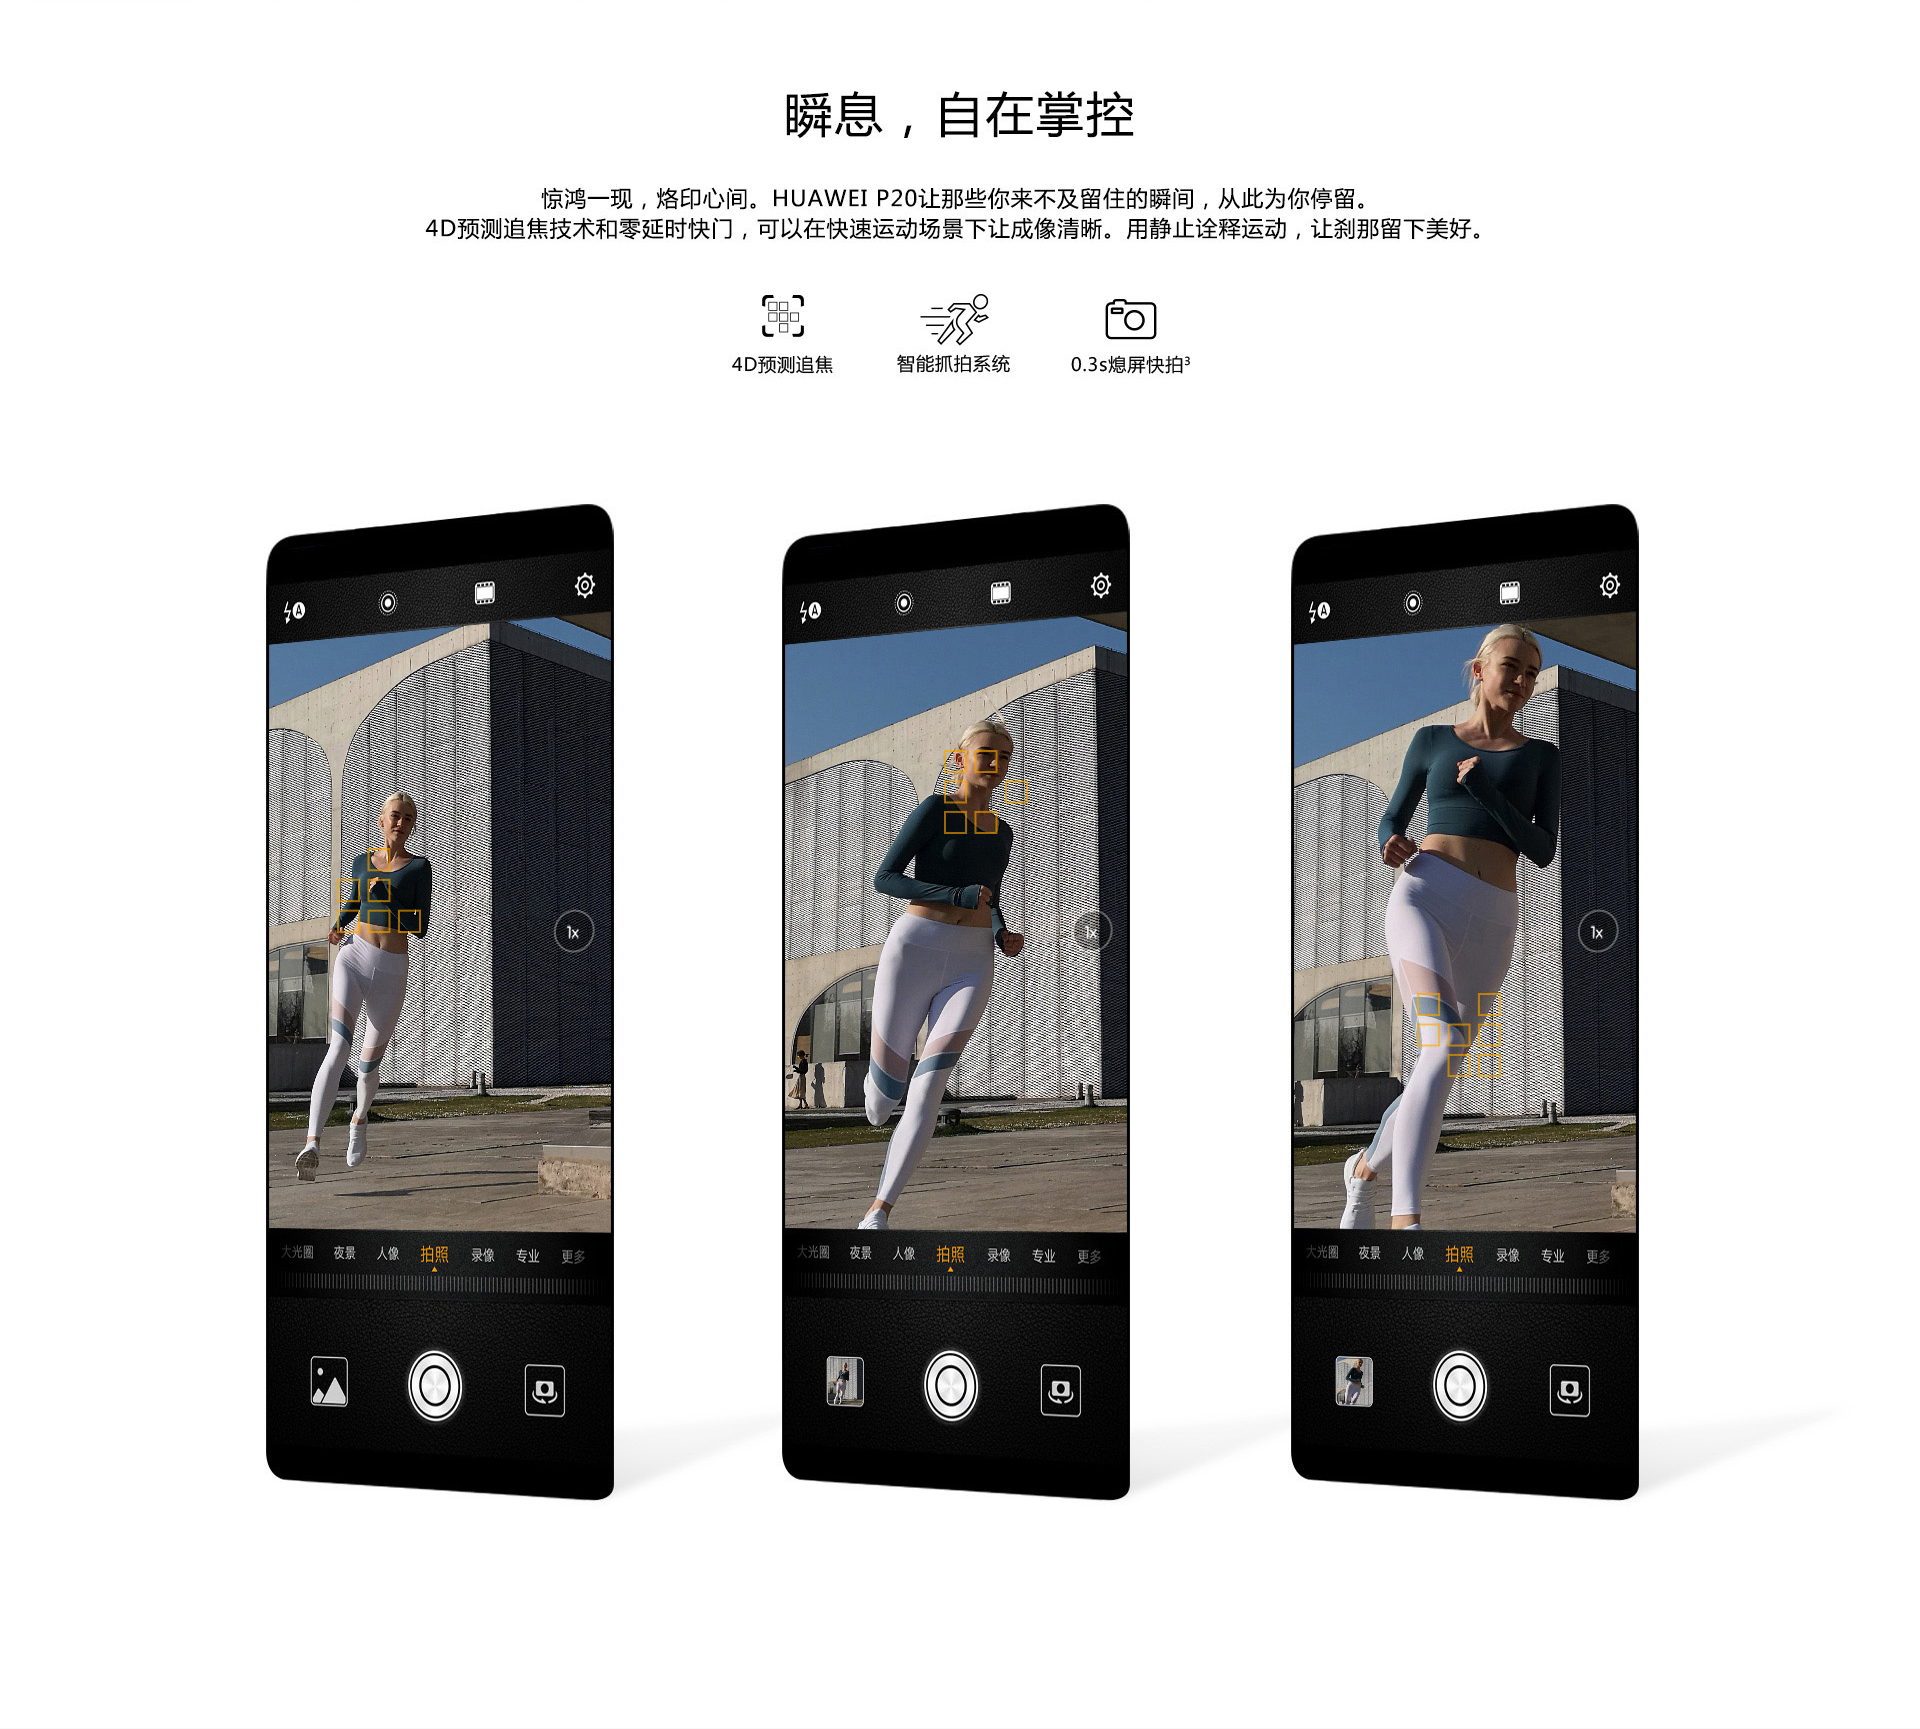 瞬息，自在掌控
惊鸿一现，烙印心间。HUAWEI P20让那些你来不及留住的瞬间，从此为你停留。
4D预测追焦技术和零延时快门，可以在快速运动场景下让成像清晰。用静止诠释运动，让刹那留下美好。
4D预测追焦 智能抓拍系统 0.3s熄屏快拍³
A
1x
大光圈 夜景 人像 拍照 录像 专业 更多
A
1x
大光圈 夜景 人像 拍照 录像 专业 更多
A
1x
大光圈 夜景 人像 拍照 录像 专业 更多